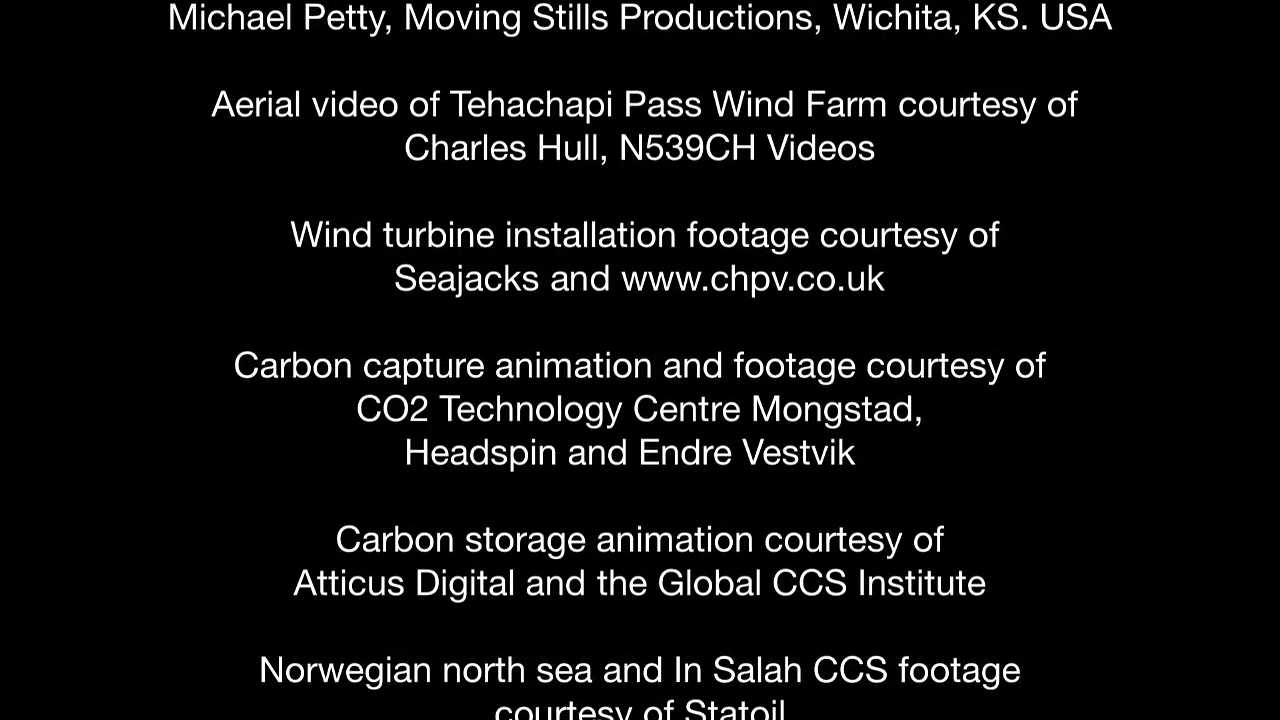 Michael Petty, Moving Stills Productions, Wichita, KS. USA
Aerial video of Tehachapi Pass Wind Farm courtesy of
Charles Hull, N539CH Videos
Wind turbine installation footage courtesy of
Seajacks and www.chpv.co.uk
Carbon capture animation and footage courtesy of
CO2 Technology Centre Mongstad,
Headspin and Endre Vestvik
Carbon storage animation courtesy of
Atticus Digital and the Global CCS Institute
Norwegian north sea and In Salah CCS footage
courtesy of Statoil